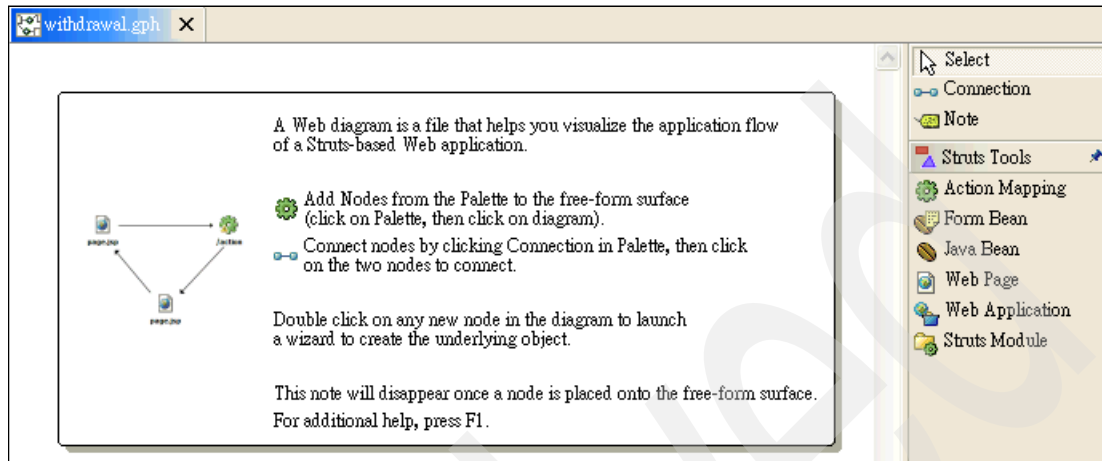 withdrawal.gph
A Web diagram is a file that helps you visualize the application flow
of a Struts-based Web application.
Add Nodes from the Palette to the free-form surface
(click on Palette, then click on diagram).
Connect nodes by clicking Connection in Palette, then click
on the two nodes to connect.
page.jsp
/action
page.jsp
Double click on any new node in the diagram to launch
a wizard to create the underlying object.
This note will disappear once a node is placed onto the free-form surface.
For additional help, press F1.
Select
Connection
Note
Struts Tools
Action Mapping
Form Bean
Java Bean
Web Page
Web Application
Struts Module